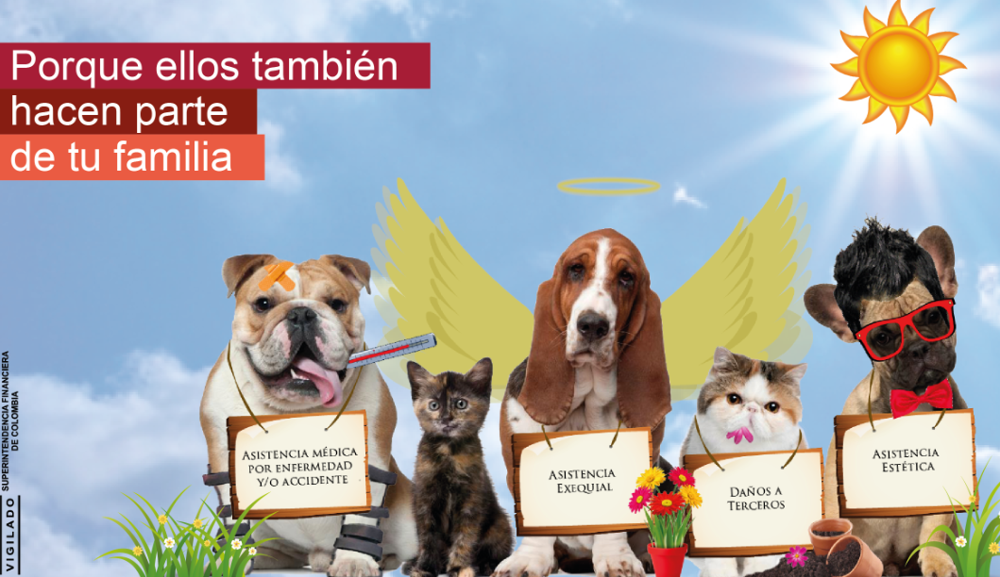 Porque ellos también
hacen parte
de tu familia
ASISTENCIA MÉDICA
POR ENFERMEDAD
Y/O ACCIDENTE
ASISTENCIA
EXEQUIAL
DAÑOS A
TERCEROS
ASISTENCIA
ESTÉTICA
VIGILADO
SUPERINTENDENCIA FINANCIERA
DE COLOMBIA